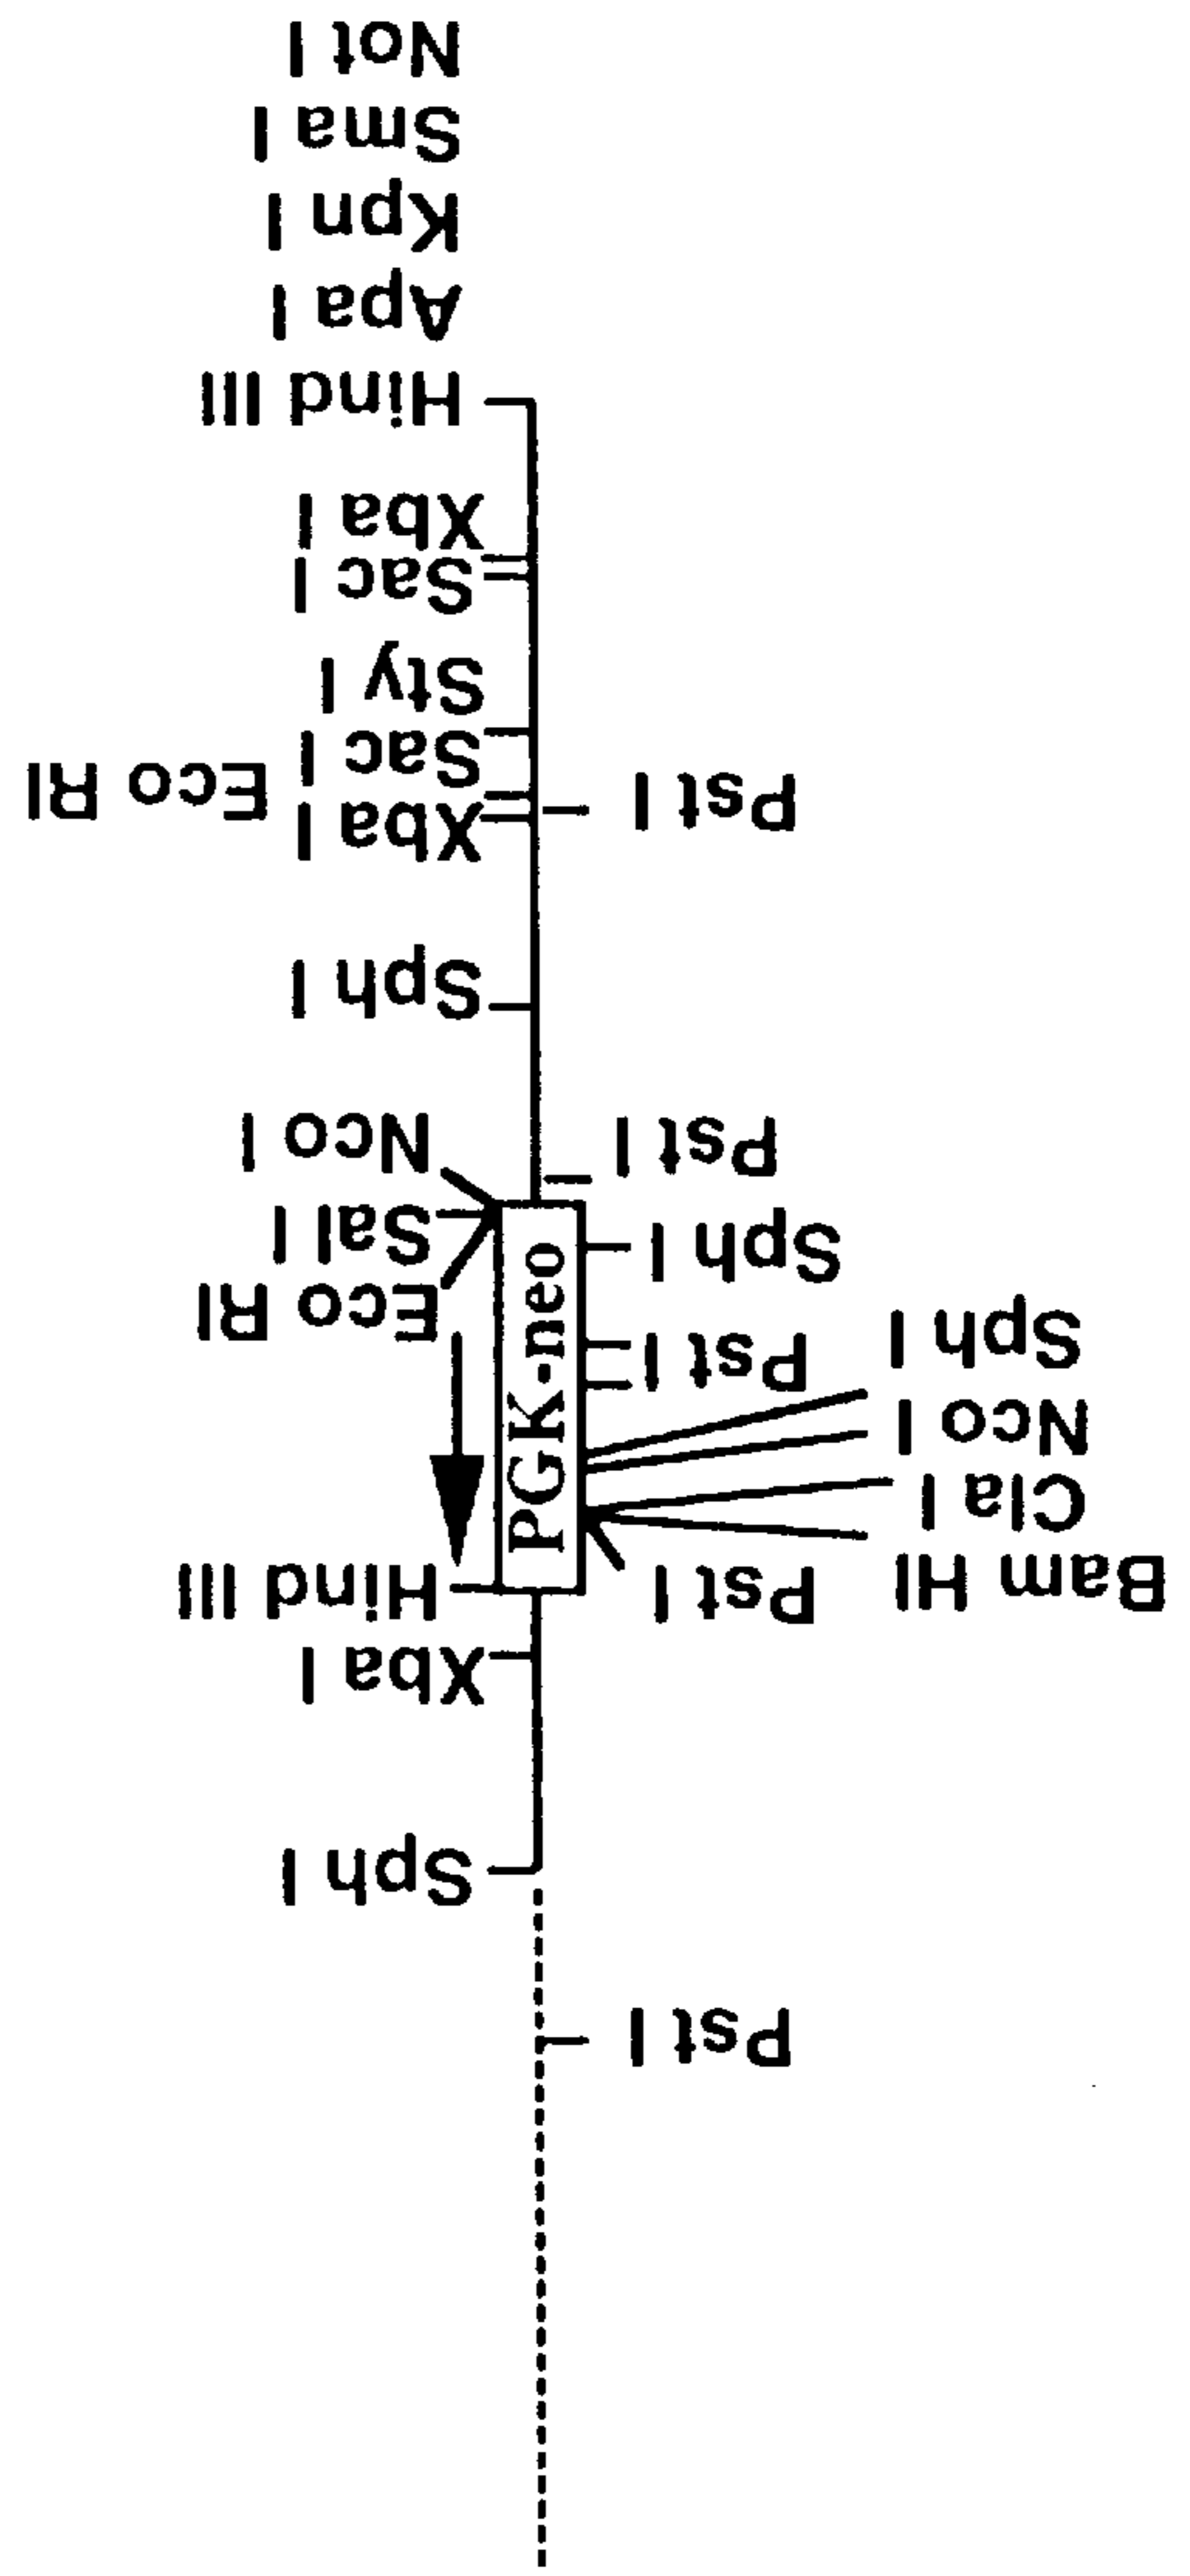 Not I
Sma I
Kpn I
Apa I
Hind III
Xba I
Sac I
Sty I
Sac I
Eco RI
Xba I
Pst I
Sph I
Nco I
Pst I
Sal I
Sph I
Eco RI
PGK-neo
Pst I
Sph I
Nco I
Cla I
Bam HI
Pst I
Hind III
Xba I
Sph I
Pst I